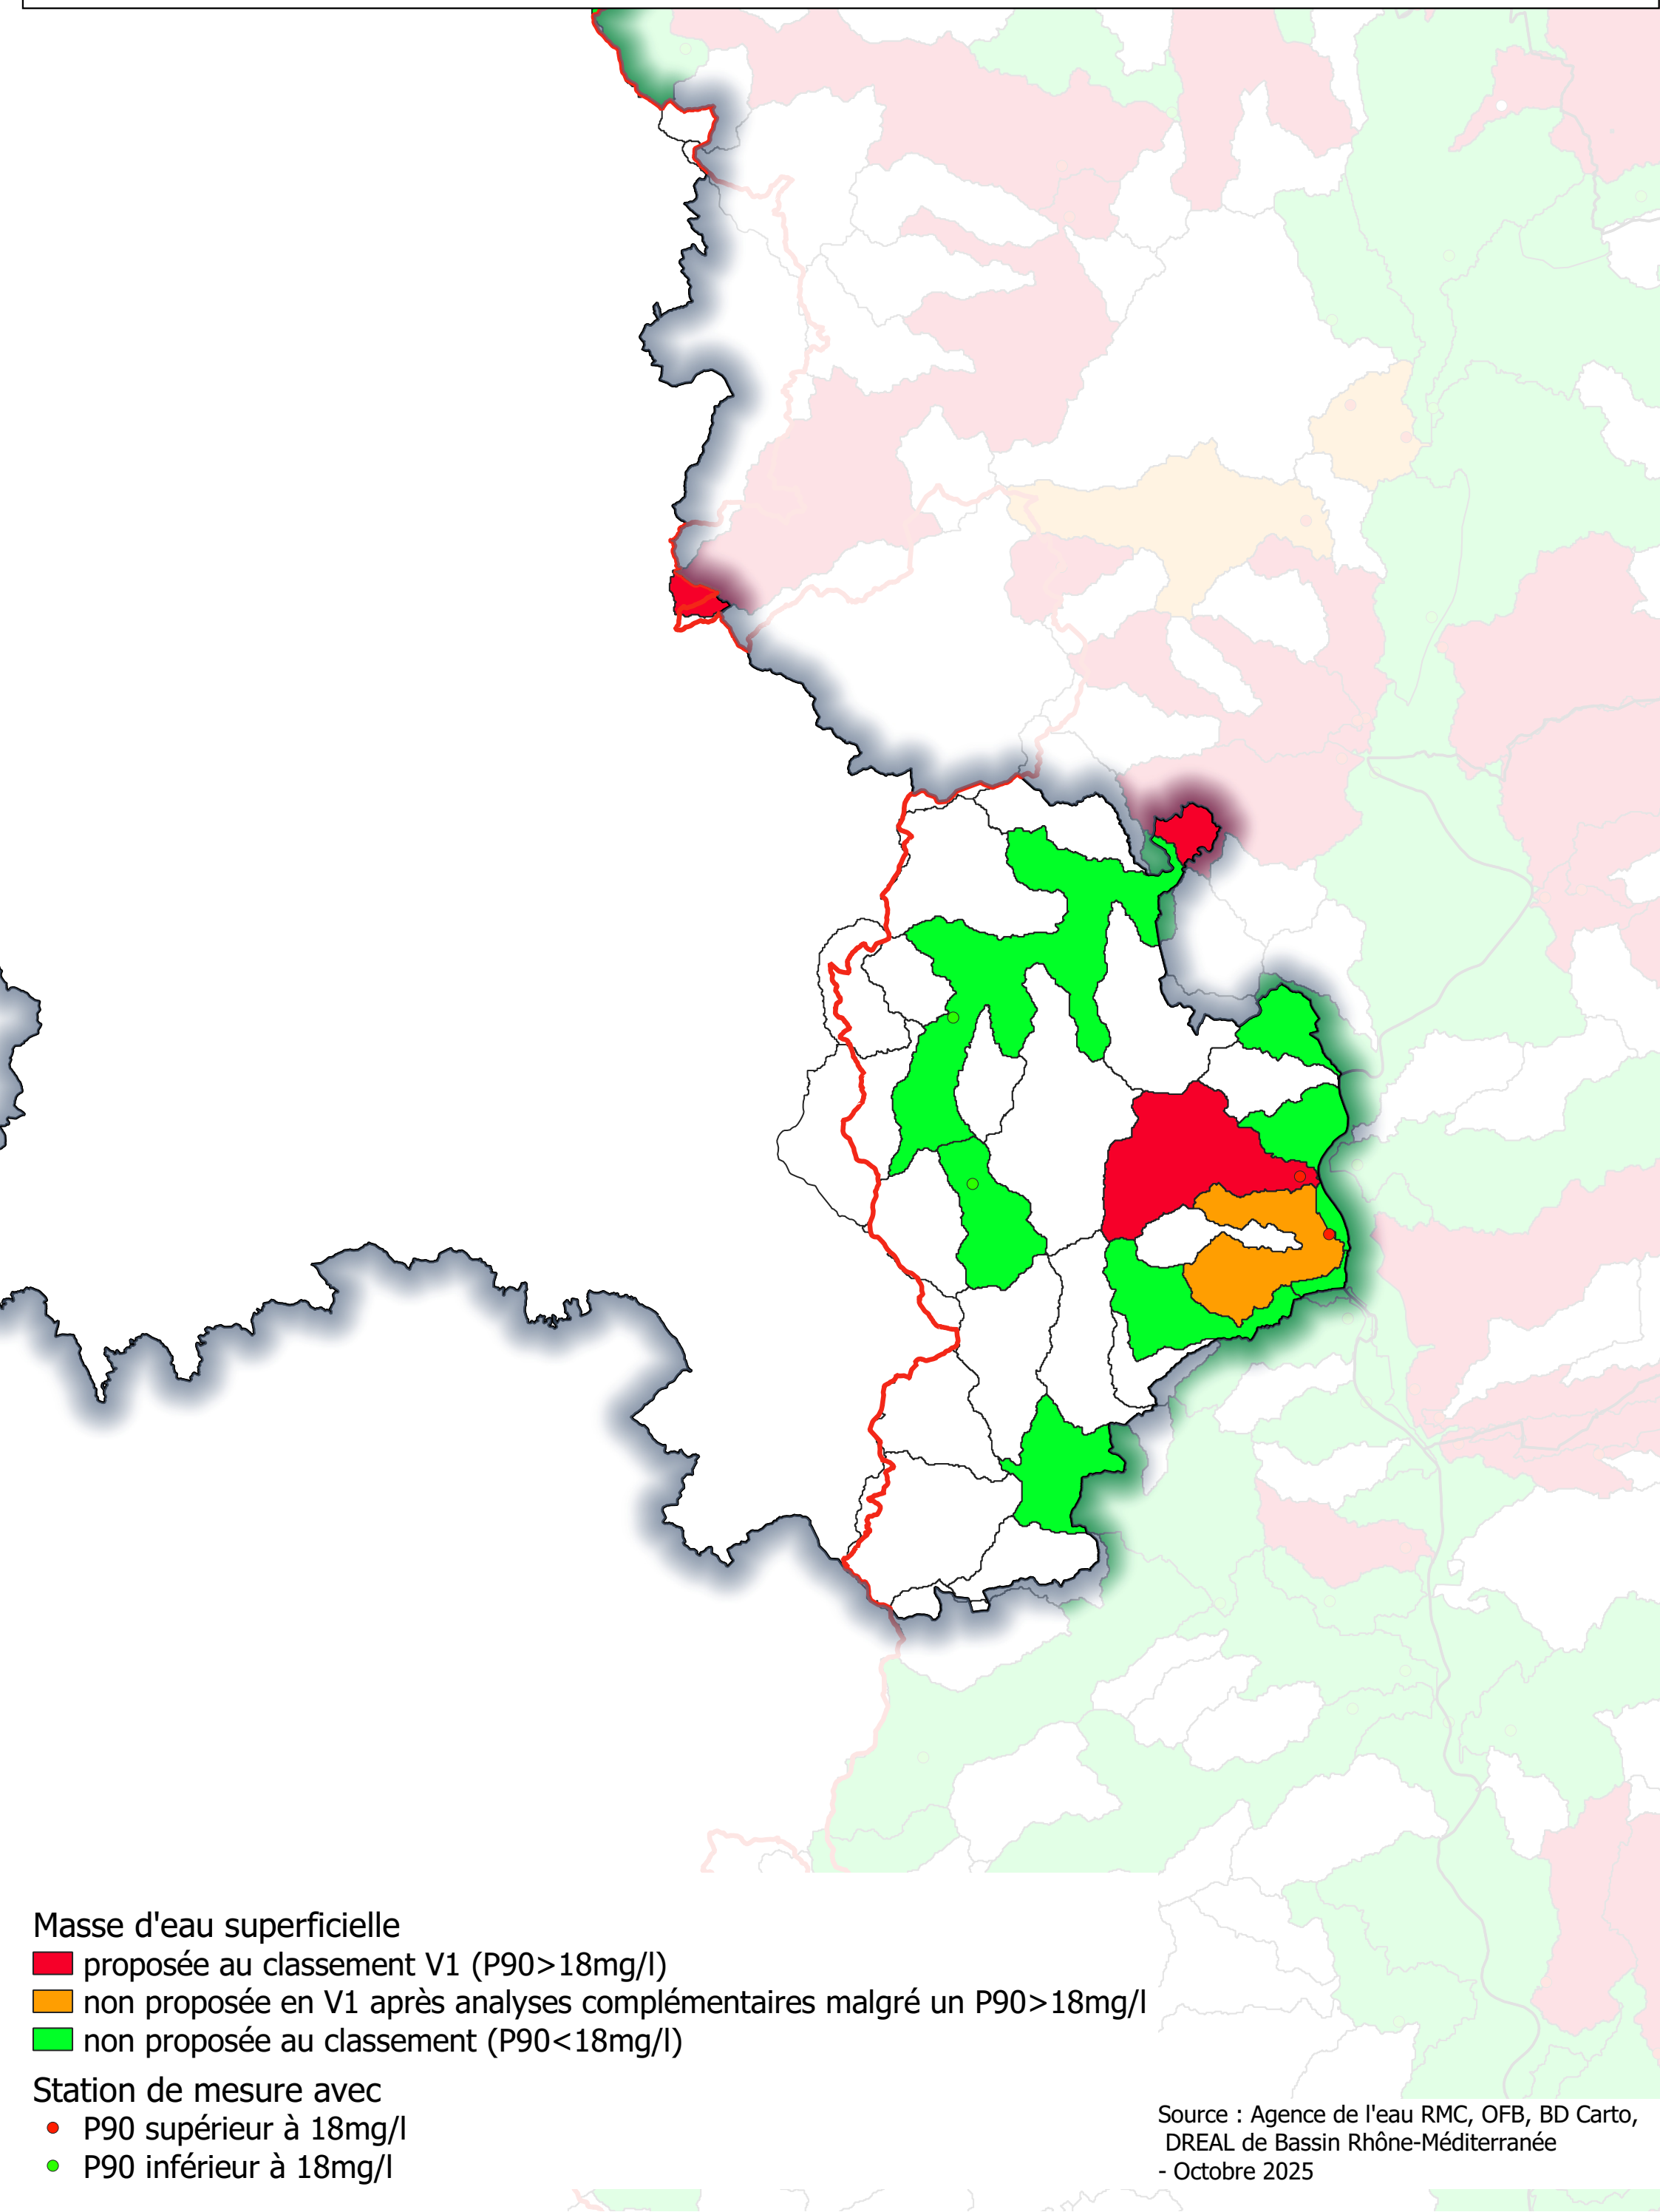 Masse d'eau superficielle
proposée au classement V1 (P90>18mg/l)
non proposée en V1 après analyses complémentaires malgré un P90>18mg/l
non proposée au classement (P90<18mg/l)
Station de mesure avec
P90 supérieur à 18mg/l
P90 inférieur à 18mg/l
Source : Agence de l'eau RMC, OFB, BD Carto,
DREAL de Bassin Rhône-Méditerranée
- Octobre 2025